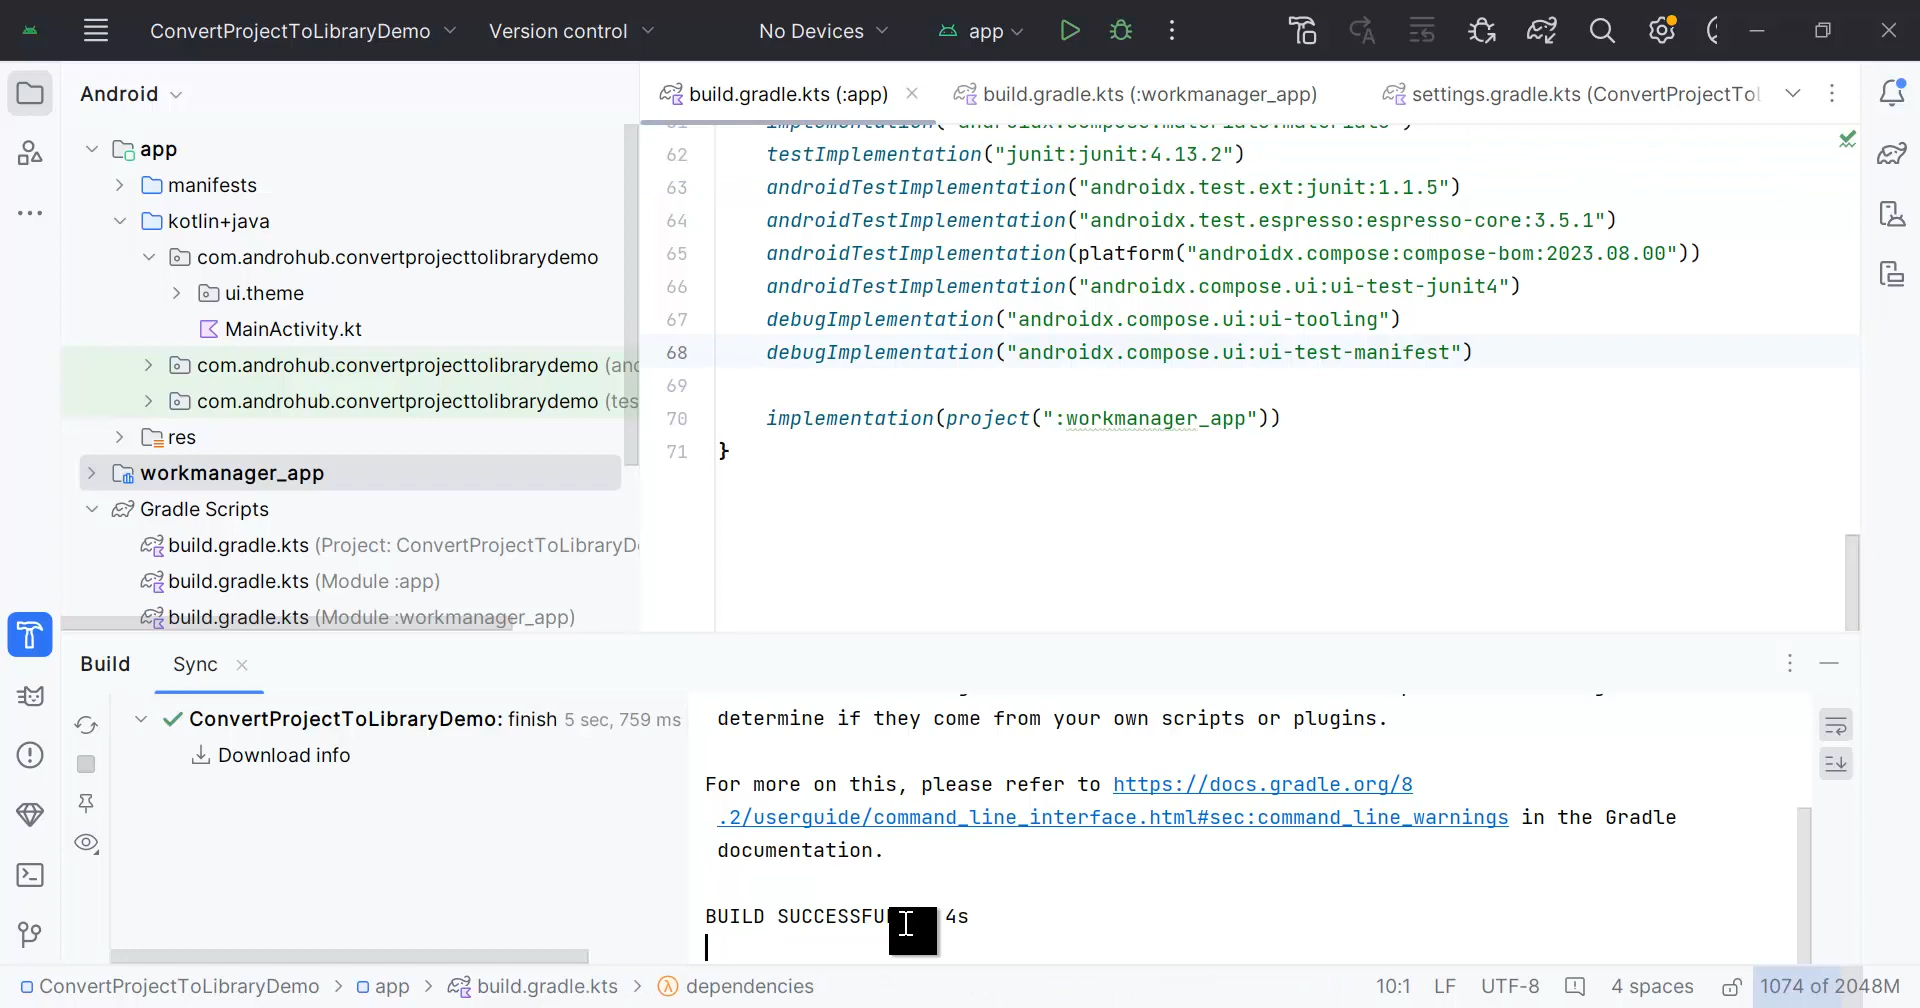 ConvertProjectToLibraryDemo Version control No Devices app
Android
build.gradle.kts (:app) build.gradle.kts (:workmanager_app) settings.gradle.kts (ConvertProjectTo
app
manifests
kotlin+java
com.androhub.convertprojecttolibrarydemo
ui.theme
MainActivity.kt
com.androhub.convertprojecttolibrarydemo (and
com.androhub.convertprojecttolibrarydemo (tes
res
workmanager_app
Gradle Scripts
build.gradle.kts (Project: ConvertProjectToLibraryD
build.gradle.kts (Module :app)
build.gradle.kts (Module :workmanager_app)
62 testImplementation("junit:junit:4.13.2")
63 androidTestImplementation("androidx.test.ext:junit:1.1.5")
64 androidTestImplementation("androidx.test.espresso:espresso-core:3.5.1")
65 androidTestImplementation(platform("androidx.compose:compose-bom:2023.08.00"))
66 androidTestImplementation("androidx.compose.ui:ui-test-junit4")
67 debugImplementation("androidx.compose.ui:ui-tooling")
68 debugImplementation("androidx.compose.ui:ui-test-manifest")
69
70 implementation(project(":workmanager_app"))
71 }
Build Sync
ConvertProjectToLibraryDemo: finish 5 sec, 759 ms
Download info
determine if they come from your own scripts or plugins.
For more on this, please refer to https://docs.gradle.org/8
.2/userguide/command_line_interface.html#sec:command_line_warnings in the Gradle
documentation.
BUILD 4s
ConvertProjectToLibraryDemo > app > build.gradle.kts > dependencies
10:1 LF UTF-8 4 spaces 1074 of 2048M